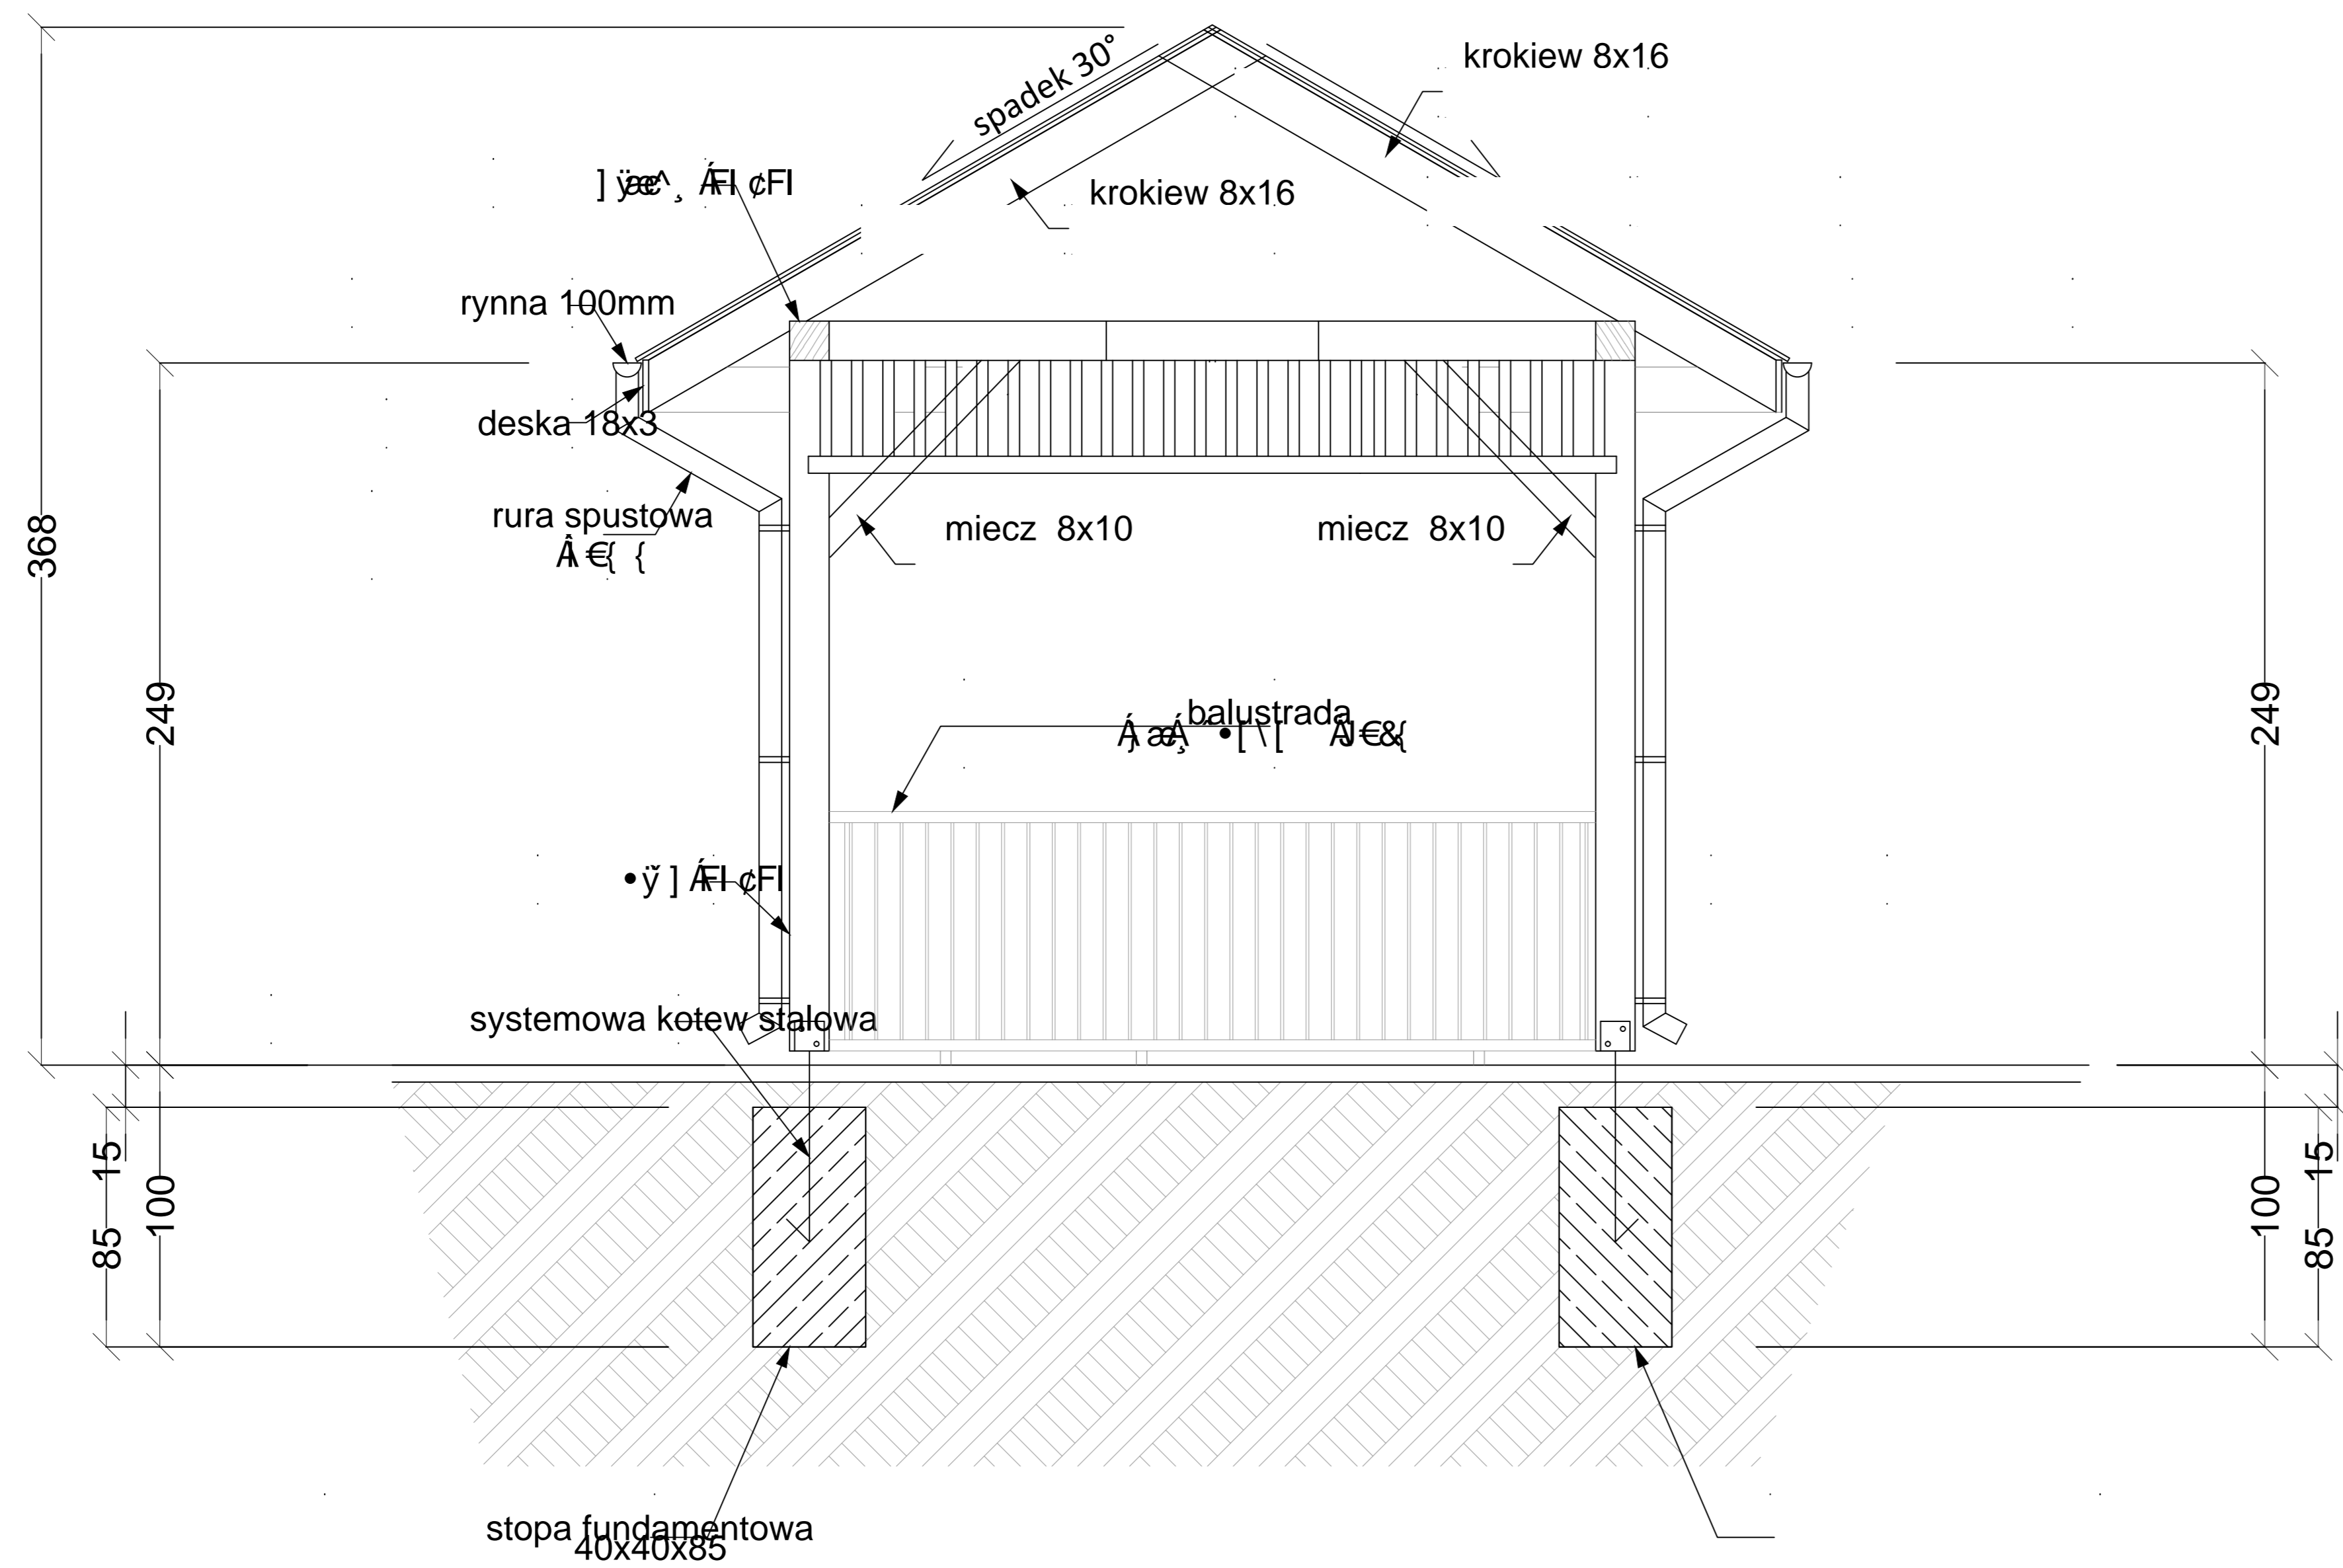 spadek 30°
krokiew 8x16
krokiew 8x16
rynna 100mm
deska 18x3
rura spustowa
miecz 8x10
miecz 8x10
balustrada
systemowa kotew stalowa
stopa fundamentowa
40x40x85
368
249
249
15
85
100
100
15
85